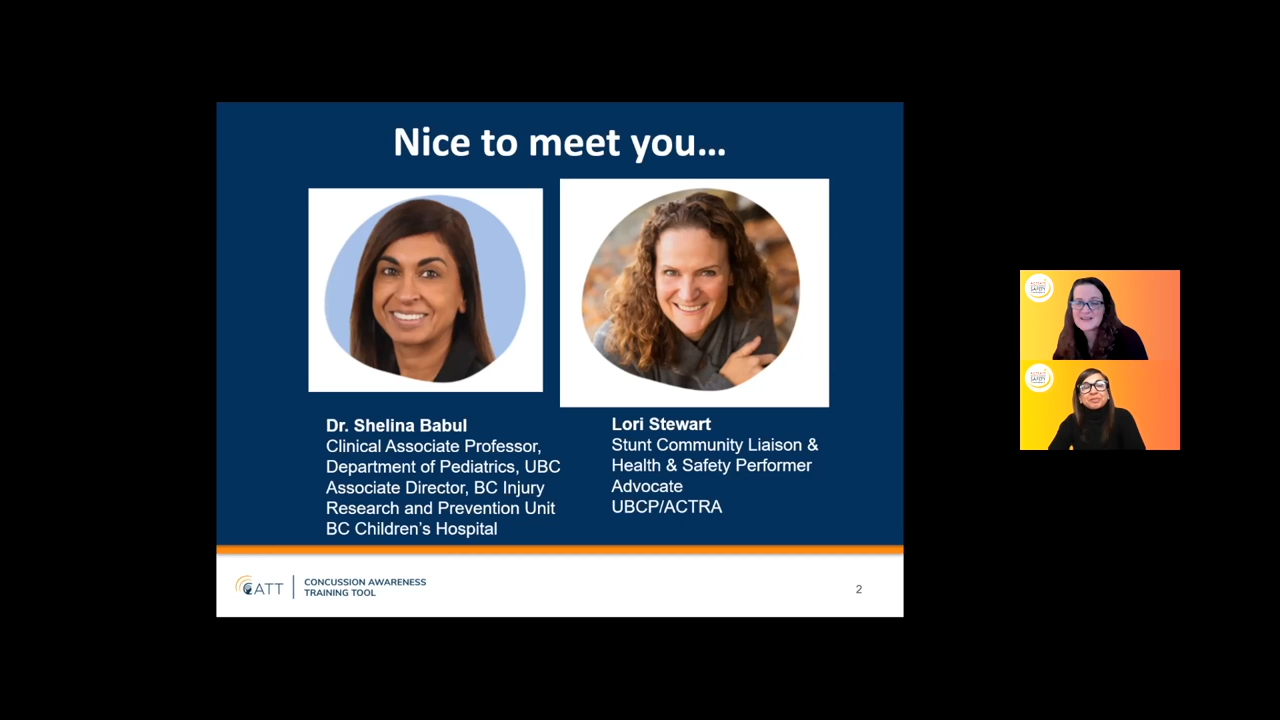 Nice to meet you...
Dr. Shelina Babul
Clinical Associate Professor,
Department of Pediatrics, UBC
Associate Director, BC Injury
Research and Prevention Unit
BC Children's Hospital
Lori Stewart
Stunt Community Liaison &
Health & Safety Performer
Advocate
UBCP/ACTRA
CATT
CONCUSSION AWARENESS
TRAINING TOOL
2
SAFETY
SAFETY